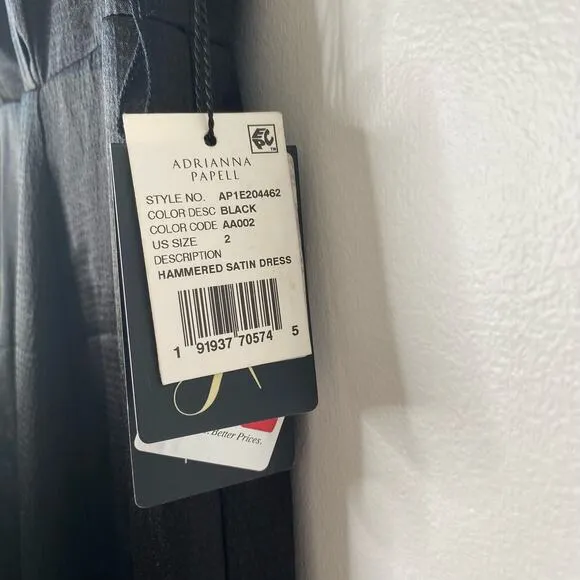 EPC
ADRIANNA
PAPELL
STYLE NO. AP1E204462
COLOR DESC BLACK
COLOR CODE AA002
US SIZE 2
DESCRIPTION
HAMMERED SATIN DRESS
1 91937 70574 5
Better Prices.